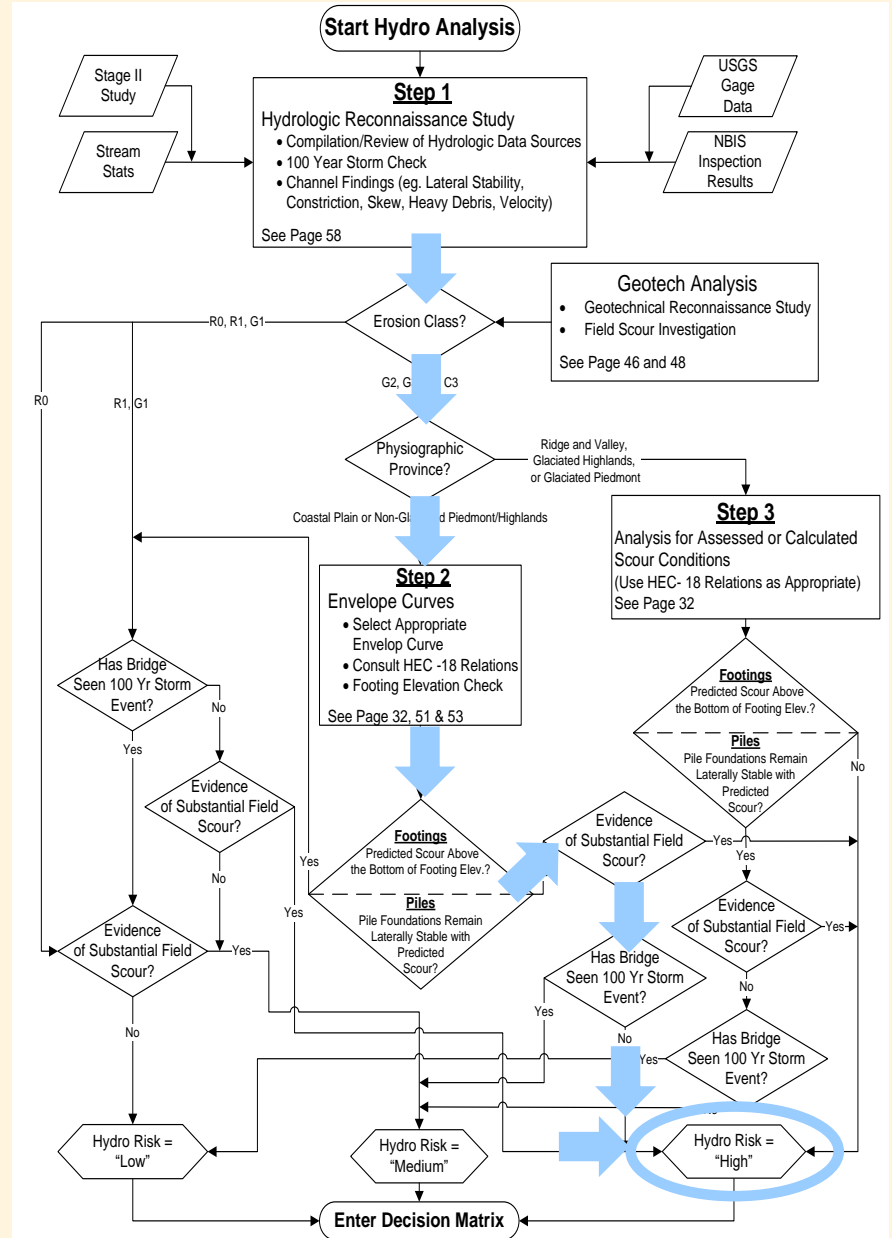 Start Hydro Analysis
Stage II
Study
Stream
Stats
USGS
Gage
Data
NBIS
Inspection
Results
Step 1
Hydrologic Reconnaissance Study
• Compilation/Review of Hydrologic Data Sources
• 100 Year Storm Check
• Channel Findings (eg. Lateral Stability,
Constriction, Skew, Heavy Debris, Velocity)
See Page 58
Geotech Analysis
• Geotechnical Reconnaissance Study
• Field Scour Investigation
See Page 46 and 48
Erosion Class?
R0, R1, G1
R0
R1, G1
G2, G C3
Physiographic
Province?
Ridge and Valley,
Glaciated Highlands,
or Glaciated Piedmont
Coastal Plain or Non-Gla d Piedmont/Highlands
Step 2
Envelope Curves
• Select Appropriate
Envelop Curve
• Consult HEC -18 Relations
• Footing Elevation Check
See Page 32, 51 & 53
Step 3
Analysis for Assessed or Calculated
Scour Conditions
(Use HEC- 18 Relations as Appropriate)
See Page 32
Footings
Predicted Scour Above
the Bottom of Footing Elev.?
Piles
Pile Foundations Remain
Laterally Stable with
Predicted
Scour?
No
Yes
Has Bridge
Seen 100 Yr Storm
Event?
No
Yes
Evidence
of Substantial Field
Scour?
No
Yes
Evidence
of Substantial Field
Scour?
Yes
No
Footings
Predicted Scour Above
the Bottom of Footing Elev.?
Piles
Pile Foundations Remain
Laterally Stable with
Predicted
Scour?
Yes
Evidence
of Substantial Field
Scour?
Yes
Has Bridge
Seen 100 Yr Storm
Event?
Yes
No
Evidence
of Substantial Field
Scour?
Yes
No
Has Bridge
Seen 100 Yr Storm
Event?
Yes
Hydro Risk =
“Low”
Hydro Risk =
“Medium”
Hydro Risk =
“High”
Enter Decision Matrix